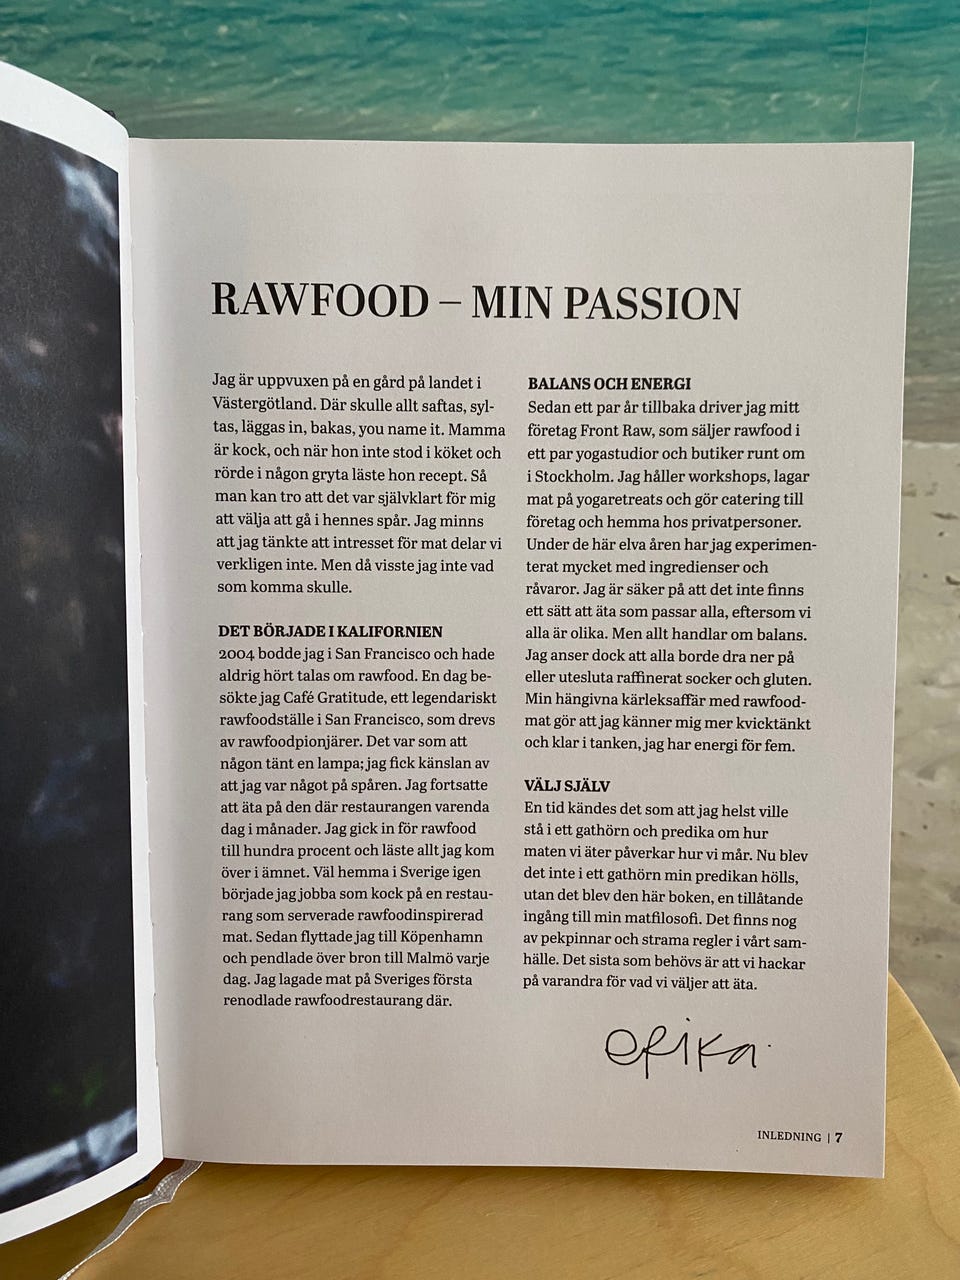 RAWFOOD – MIN PASSION
Jag är uppvuxen på en gård på landet i
Västergötland. Där skulle allt saftas, syl-
tas, läggas in, bakas, you name it. Mamma
är kock, och när hon inte stod i köket och
rörde i någon gryta läste hon recept. Så
man kan tro att det var självklart för mig
att välja att gå i hennes spår. Jag minns
att jag tänkte att intresset för mat delar vi
verkligen inte. Men då visste jag inte vad
som komma skulle.
DET BÖRJADE I KALIFORNIEN
2004 bodde jag i San Francisco och hade
aldrig hört talas om rawfood. En dag be-
sökte jag Café Gratitude, ett legendariskt
rawfoodställe i San Francisco, som drevs
av rawfoodpionjärer. Det var som att
någon tänt en lampa; jag fick känslan av
att jag var något på spåren. Jag fortsatte
att äta på den där restaurangen varenda
dag i månader. Jag gick in för rawfood
till hundra procent och läste allt jag kom
över i ämnet. Väl hemma i Sverige igen
började jag jobba som kock på en restau-
rang som serverade rawfoodinspirerad
mat. Sedan flyttade jag till Köpenhamn
och pendlade över bron till Malmö varje
dag. Jag lagade mat på Sveriges första
renodlade rawfoodrestaurang där.
BALANS OCH ENERGI
Sedan ett par år tillbaka driver jag mitt
företag Front Raw, som säljer rawfood i
ett par yogastudior och butiker runt om
i Stockholm. Jag håller workshops, lagar
mat på yogaretreats och gör catering till
företag och hemma hos privatpersoner.
Under de här elva åren har jag experimen-
terat mycket med ingredienser och
råvaror. Jag är säker på att det inte finns
ett sätt att äta som passar alla, eftersom vi
alla är olika. Men allt handlar om balans.
Jag anser dock att alla borde dra ner på
eller utesluta raffinerat socker och gluten.
Min hängivna kärleksaffär med rawfood-
mat gör att jag känner mig mer kvicktänkt
och klar i tanken, jag har energi för fem.
VÄLJ SJÄLV
En tid kändes det som att jag helst ville
stå i ett gathörn och predika om hur
maten vi äter påverkar hur vi mår. Nu blev
det inte i ett gathörn min predikan hölls,
utan det blev den här boken, en tillåtande
ingång till min matfilosofi. Det finns nog
av pekpinnar och strama regler i vårt sam-
hälle. Det sista som behövs är att vi hackar
på varandra för vad vi väljer att äta.
erika
INLEDNING | 7